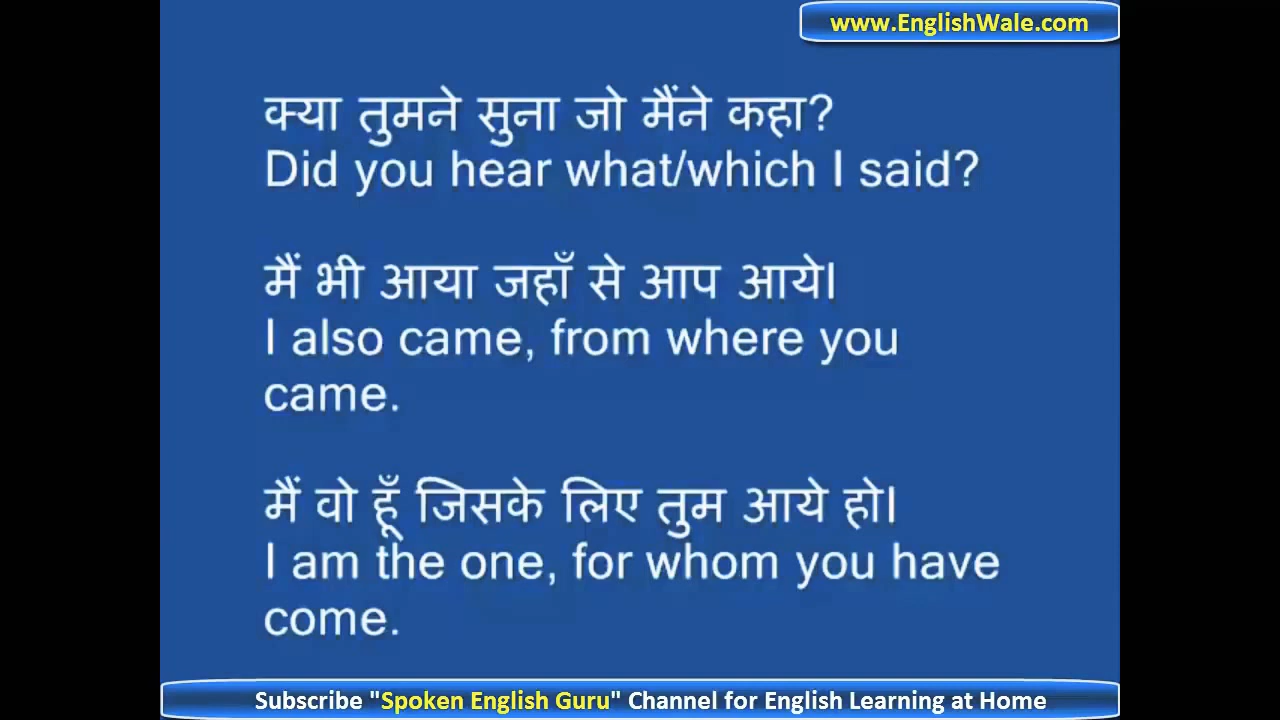 www.EnglishWale.com
क्या तुमने सुना जो मैंने कहा?
Did you hear what/which I said?
मैं भी आया जहाँ से आप आये।
I also came, from where you
came.
मैं वो हूँ जिसके लिए तुम आये हो।
I am the one, for whom you have
come.
Subscribe "Spoken English Guru" Channel for English Learning at Home